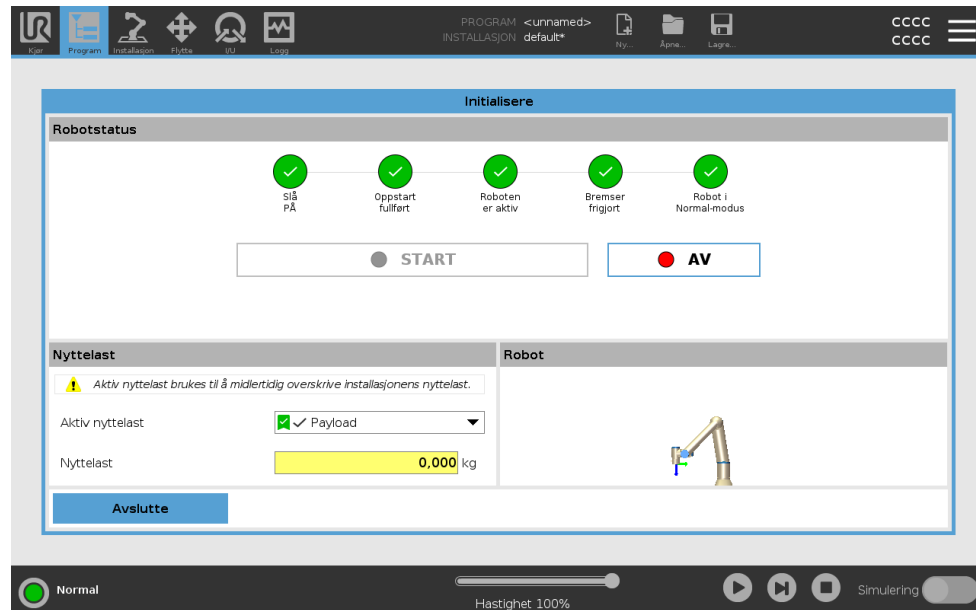 PROGRAM <unnamed>
INSTALLASJON default*
Kjør
Program
Installasjon
Flytte
I/U
Logg
Ny...
Åpne...
Lagre...
cccc
cccc
Initialisere
Robotstatus
Slå PÅ
Oppstart fullført
Roboten er aktiv
Bremser frigjort
Robot i Normal-modus
START
AV
Nyttelast
Robot
Aktiv nyttelast brukes til å midlertidig overskrive installasjonens nyttelast.
Aktiv nyttelast
Payload
Nyttelast
0,000 kg
Avslutte
Normal
Hastighet 100%
Simulering